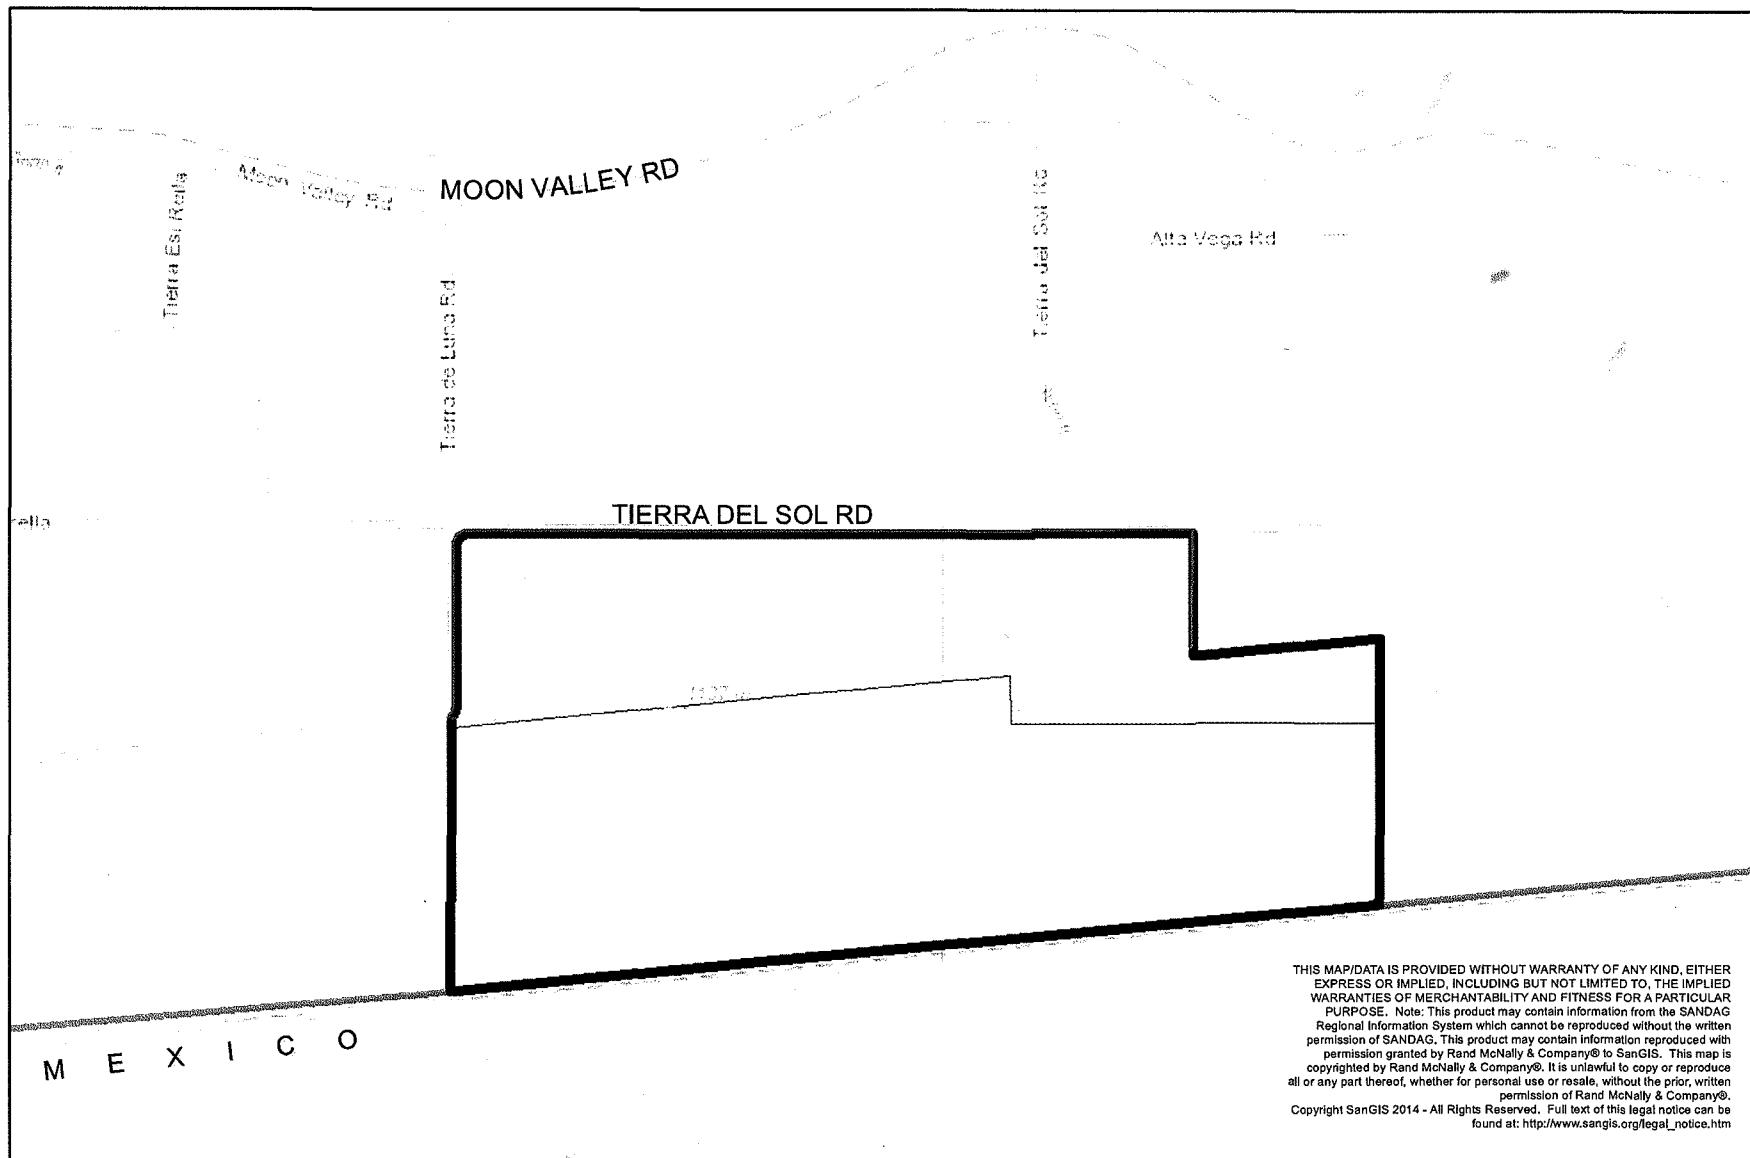 Moon Valley Rd
MOON VALLEY RD
Tierra del Sol Rd
Alta Vega Rd
Tierra de Luna Rd
TIERRA DEL SOL RD
MEXICO
THIS MAP/DATA IS PROVIDED WITHOUT WARRANTY OF ANY KIND, EITHER
EXPRESS OR IMPLIED, INCLUDING BUT NOT LIMITED TO, THE IMPLIED
WARRANTIES OF MERCHANTABILITY AND FITNESS FOR A PARTICULAR
PURPOSE. Note: This product may contain information from the SANDAG
Regional Information System which cannot be reproduced without the written
permission of SANDAG. This product may contain information reproduced with
permission granted by Rand McNally & Company® to SanGIS. This map is
copyrighted by Rand McNally & Company®. It is unlawful to copy or reproduce
all or any part thereof, whether for personal use or resale, without the prior, written
permission of Rand McNally & Company®.
Copyright SanGIS 2014 - All Rights Reserved. Full text of this legal notice can be
found at: http://www.sangis.org/legal_notice.htm